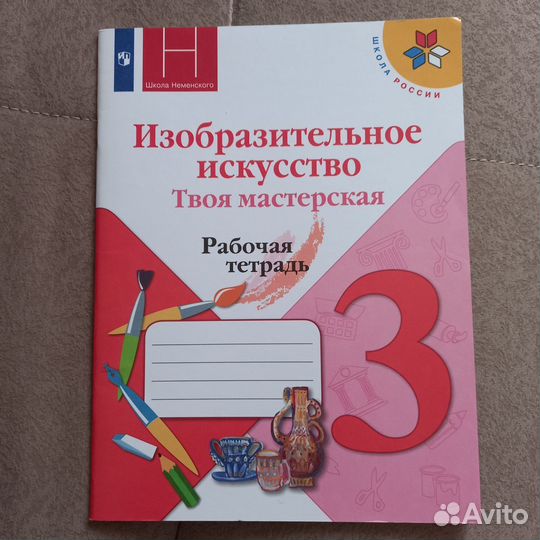 Н
Школа Неменского
ШКОЛА РОССИИ
Изобразительное
искусство
Твоя мастерская
Рабочая
тетрадь
3
Avito